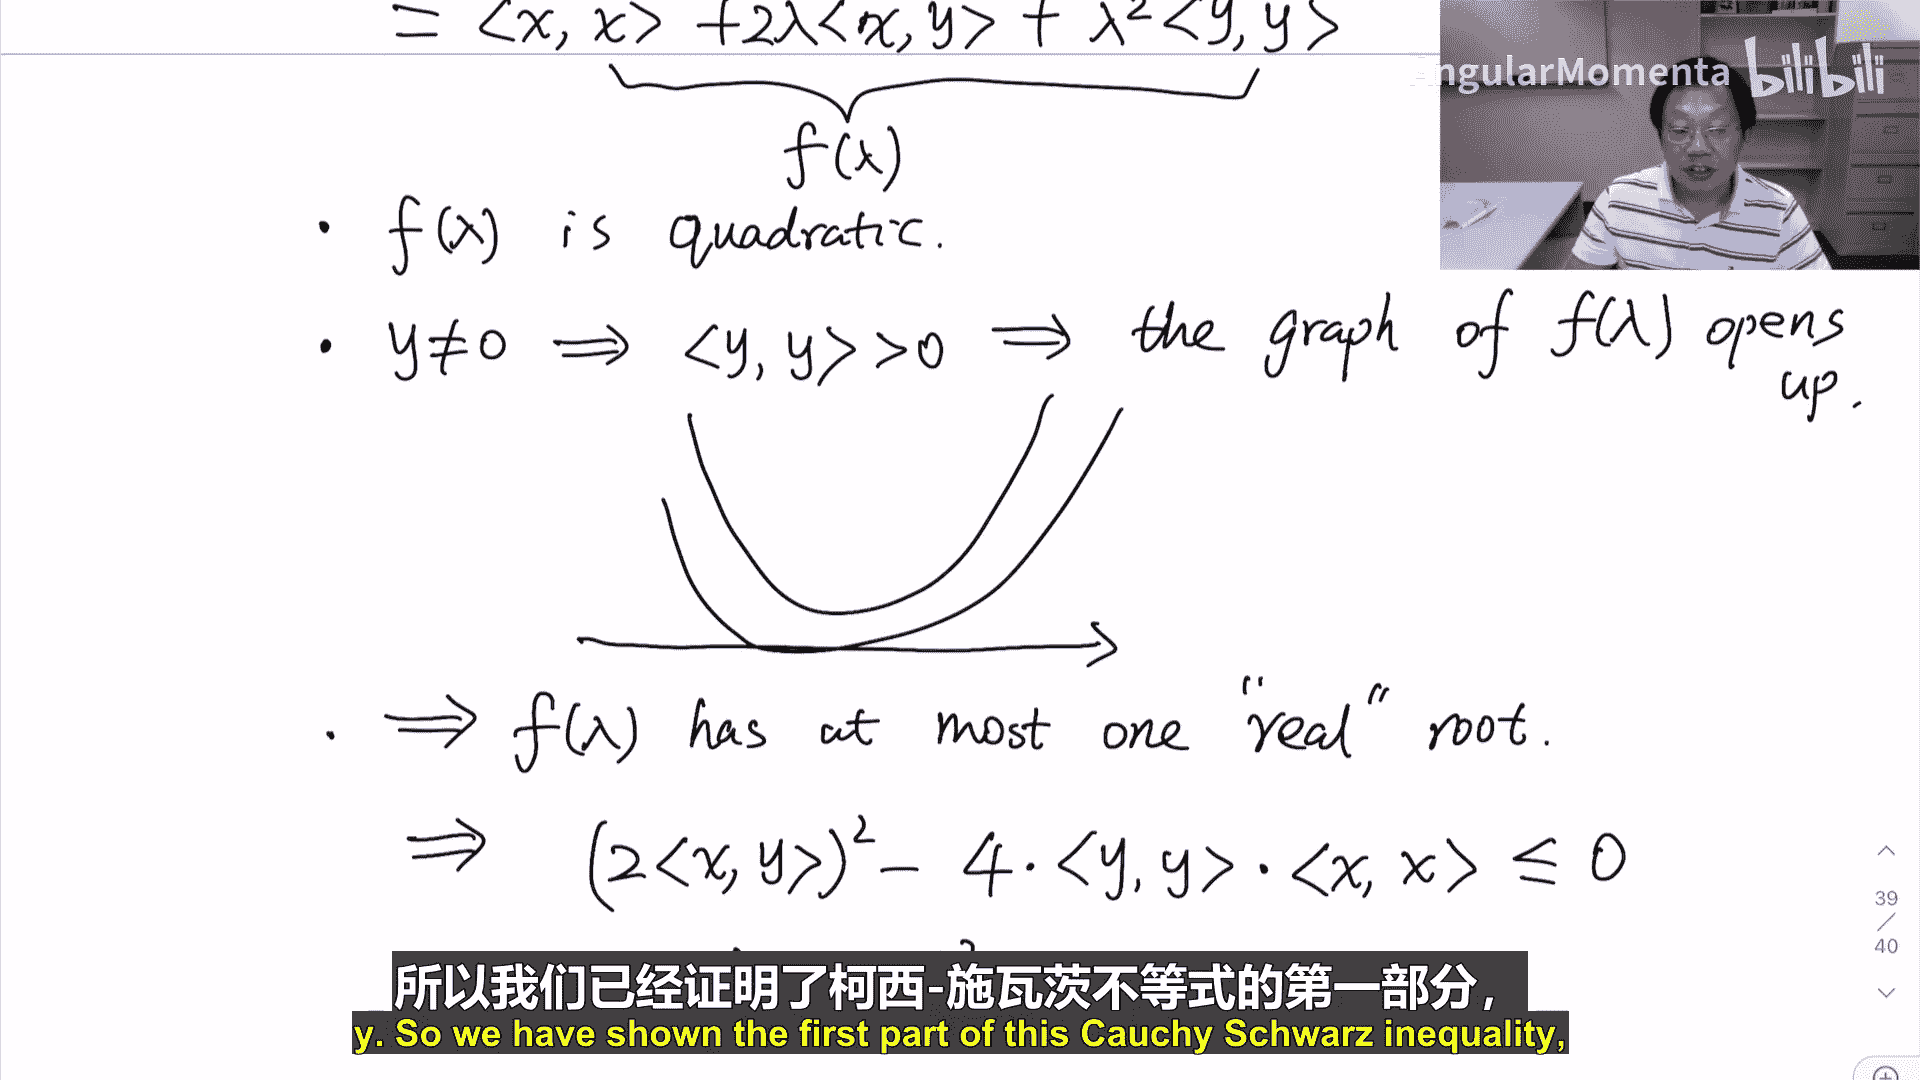 = <x, x> +2λ<x, y> + λ²<y, y>
f(λ)
AngularMomenta bilibili
• f(λ) is quadratic.
• y≠0 ⟹ <y, y> >0 ⟹ the graph of f(λ) opens
up.
• ⟹ f(λ) has at most one "real" root.
⟹ (2<x, y>)² - 4·<y, y>·<x, x> ≤ 0
39
/
40
所以我们已经证明了柯西-施瓦茨不等式的第一部分，
y. So we have shown the first part of this Cauchy Schwarz inequality,